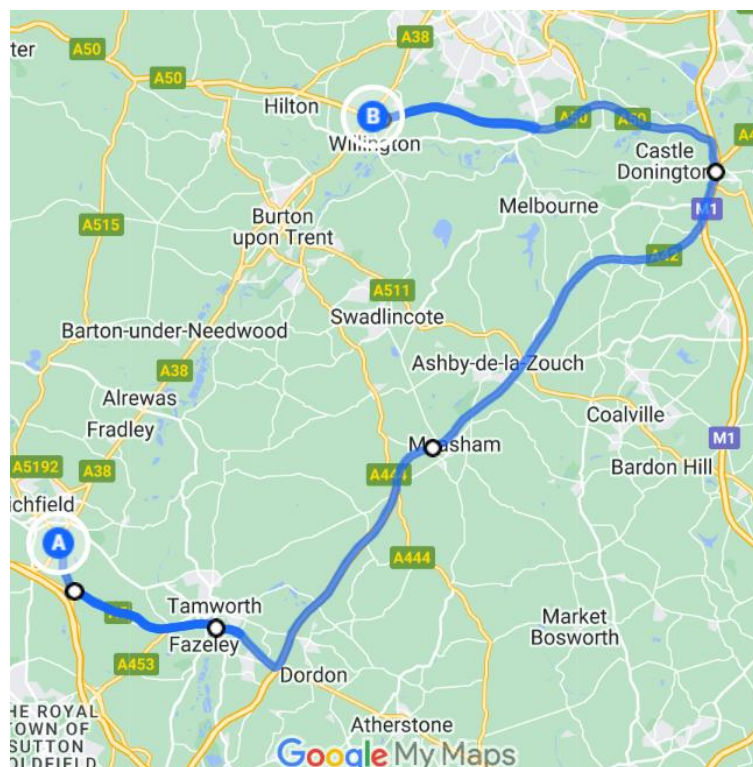 ter
A50
A50
A38
Hilton
B
Willington
A50
A50
Castle
Donington
A4
A515
Burton
upon Trent
Melbourne
M1
A42
A511
Swadlincote
Barton-under-Needwood
A38
Ashby-de-la-Zouch
Alrewas
Fradley
Coalville
Measham
M1
A5192
A38
A444
Bardon Hill
ichfield
A
A444
Tamworth
Fazeley
A453
Dordon
Market
Bosworth
HE ROYAL
TOWN OF
SUTTON
OLDFIELD
Atherstone
Google My Maps